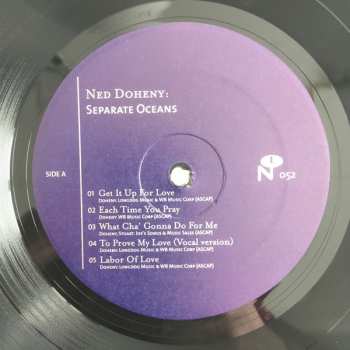 NED DOHENY:
SEPARATE OCEANS
SIDE A
N 052
01 Get It Up For Love
DOHENY: LONGDOG MUSIC & WB MUSIC CORP (ASCAP)
02 Each Time You Pray
DOHENY: WB MUSIC CORP (ASCAP)
03 What Cha' Gonna Do For Me
DOHENY, STUART: JOE'S SONGS & MUSIC SALES (ASCAP)
04 To Prove My Love (Vocal version)
DOHENY: LONGDOG MUSIC & WB MUSIC CORP (ASCAP)
05 Labor Of Love
DOHENY: LONGDOG MUSIC & WB MUSIC CORP (ASCAP)